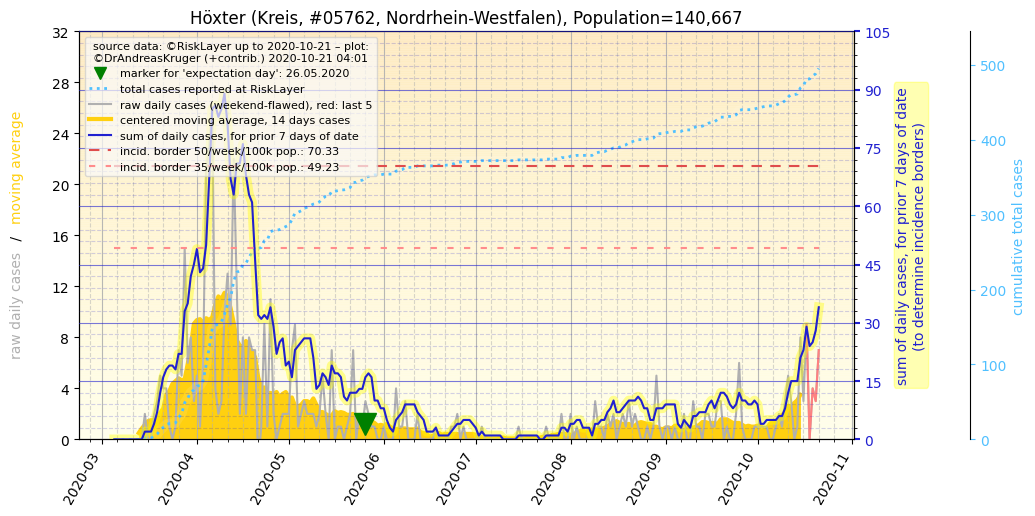 Höxter (Kreis, #05762, Nordrhein-Westfalen), Population=140,667
source data: ©RiskLayer up to 2020-10-21 – plot:
©DrAndreasKruger (+contrib.) 2020-10-21 04:01
marker for 'expectation day': 26.05.2020
total cases reported at RiskLayer
raw daily cases (weekend-flawed), red: last 5
centered moving average, 14 days cases
sum of daily cases, for prior 7 days of date
incid. border 50/week/100k pop.: 70.33
incid. border 35/week/100k pop.: 49.23
raw daily cases / moving average
32
28
24
20
16
12
8
4
0
2020-03
2020-04
2020-05
2020-06
2020-07
2020-08
2020-09
2020-10
2020-11
105
90
75
60
45
30
15
0
sum of daily cases, for prior 7 days of date
(to determine incidence borders)
500
400
300
200
100
0
cumulative total cases